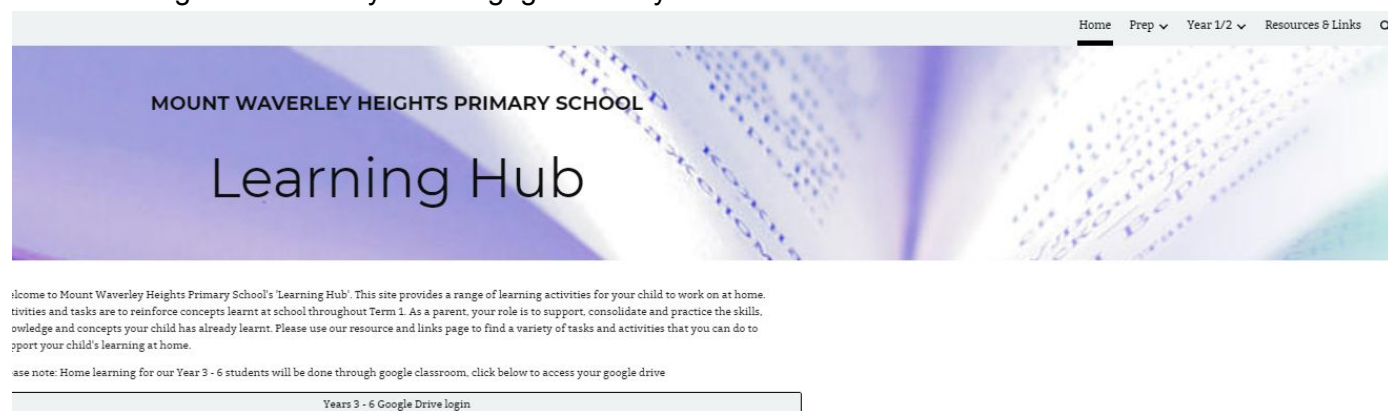 Home Prep Year 1/2 Resources & Links
MOUNT WAVERLEY HEIGHTS PRIMARY SCHOOL
Learning Hub
elcome to Mount Waverley Heights Primary School's 'Learning Hub'. This site provides a range of learning activities for your child to work on at home.
tivities and tasks are to reinforce concepts learnt at school throughout Term 1. As a parent, your role is to support, consolidate and practice the skills,
owledge and concepts your child has already learnt. Please use our resource and links page to find a variety of tasks and activities that you can do to
pport your child's learning at home.
ase note: Home learning for our Year 3 - 6 students will be done through google classroom, click below to access your google drive
Years 3 - 6 Google Drive login